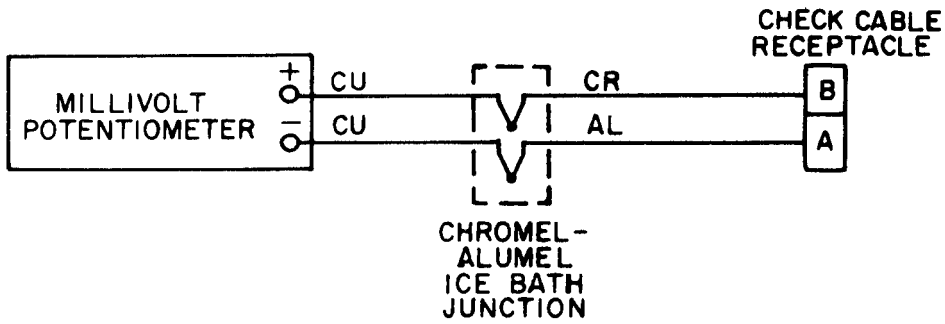 CHECK CABLE
RECEPTACLE
MILLIVOLT
POTENTIOMETER
+
−
CU
CU
CR
AL
B
A
CHROMEL-
ALUMEL
ICE BATH
JUNCTION